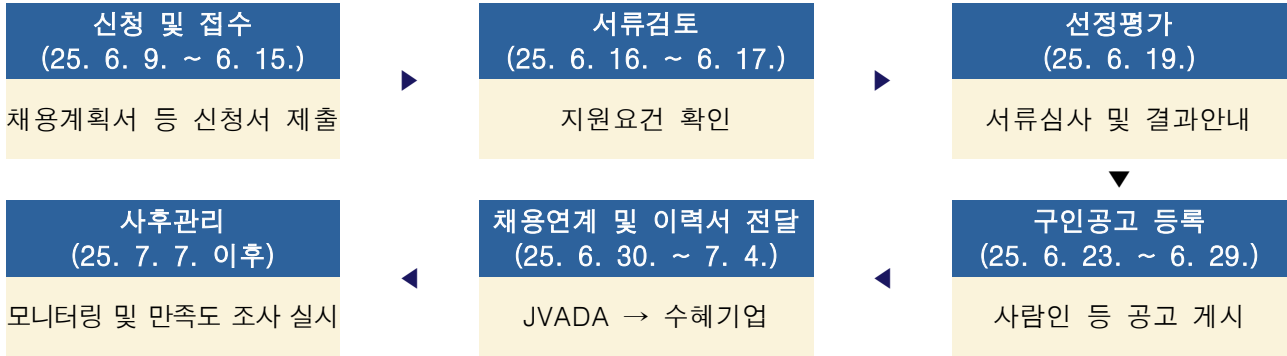 신청 및 접수
(25. 6. 9. ~ 6. 15.)
채용계획서 등 신청서 제출
서류검토
(25. 6. 16. ~ 6. 17.)
지원요건 확인
선정평가
(25. 6. 19.)
서류심사 및 결과안내
구인공고 등록
(25. 6. 23. ~ 6. 29.)
사람인 등 공고 게시
채용연계 및 이력서 전달
(25. 6. 30. ~ 7. 4.)
JVADA → 수혜기업
사후관리
(25. 7. 7. 이후)
모니터링 및 만족도 조사 실시